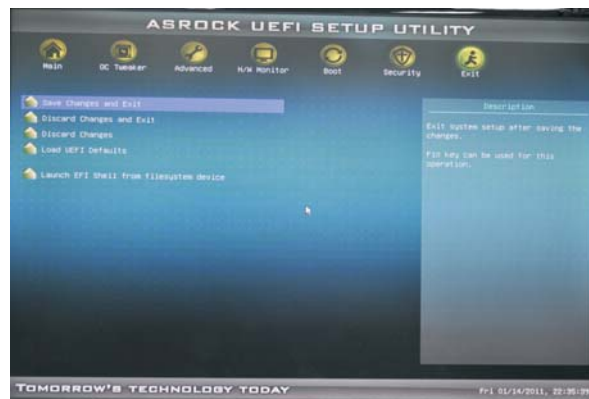 ASROCK UEFI SETUP UTILITY
Main OC Tweaker Advanced H/W Monitor Boot Security Exit
Save Changes and Exit
Discard Changes and Exit
Discard Changes
Load UEFI Defaults
Launch EFI Shell from filesystem device
Description
Exit system setup after saving the
changes.
F10 key can be used for this
operation.
TOMORROW'S TECHNOLOGY TODAY
Fri 01/14/2011, 22:35:39